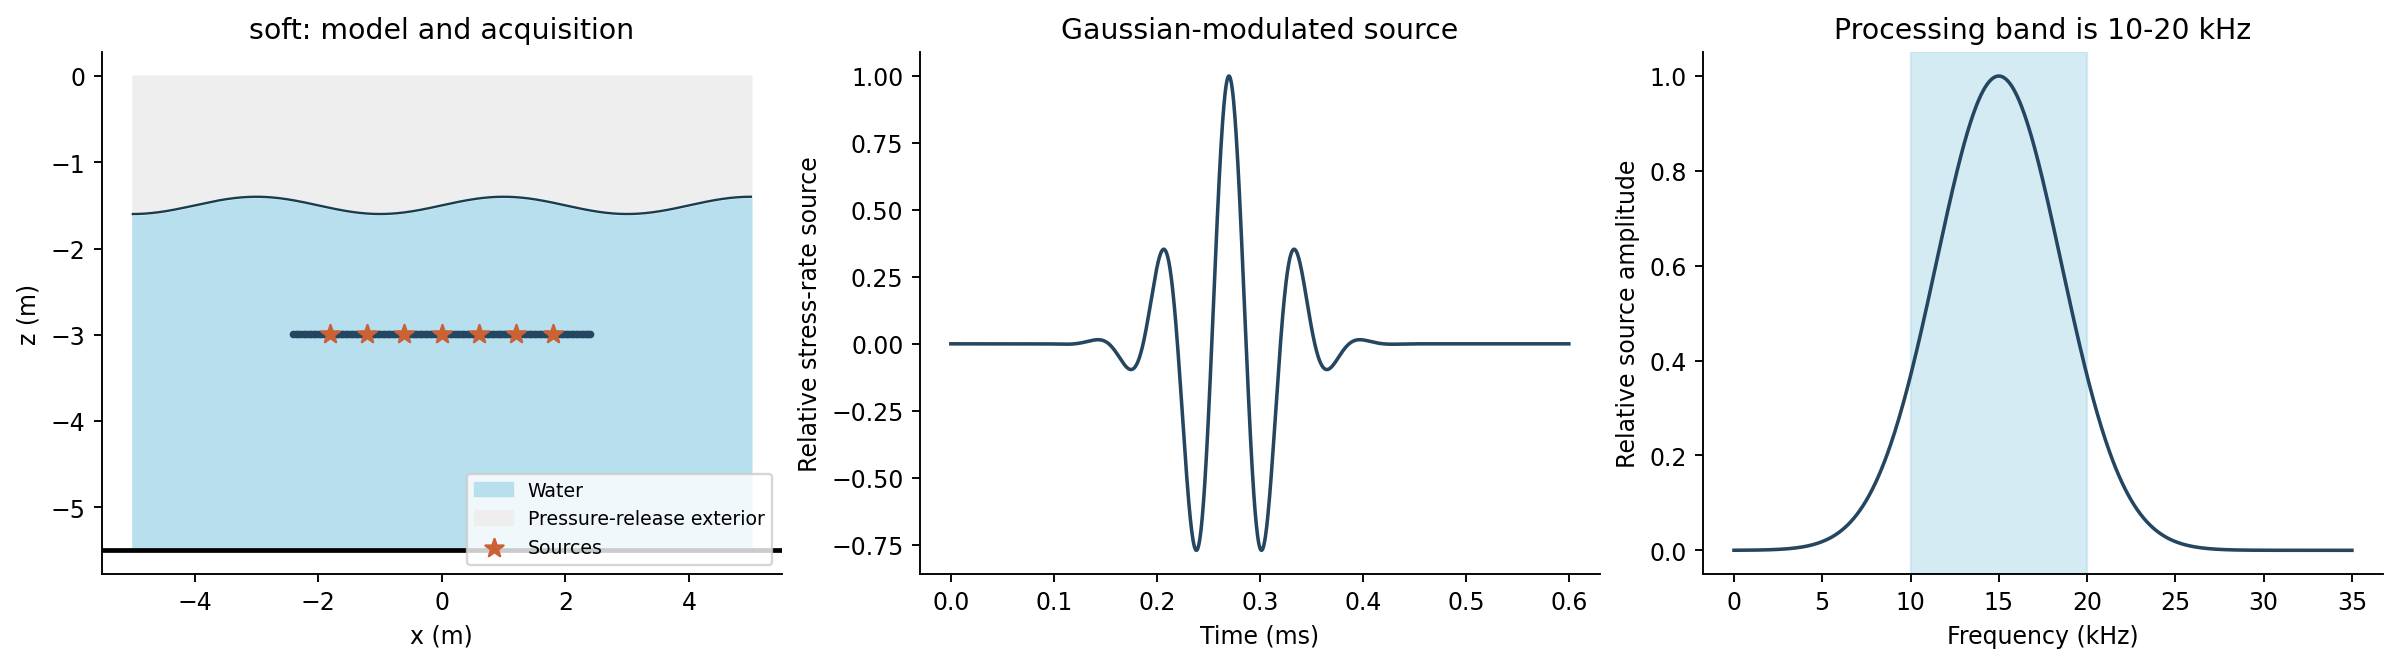 soft: model and acquisition
z (m)
0
−1
−2
−3
−4
−5
Water
Pressure-release exterior
Sources
−4 −2 0 2 4
x (m)
Gaussian-modulated source
Relative stress-rate source
1.00
0.75
0.50
0.25
0.00
−0.25
−0.50
−0.75
0.0 0.1 0.2 0.3 0.4 0.5 0.6
Time (ms)
Processing band is 10-20 kHz
Relative source amplitude
1.0
0.8
0.6
0.4
0.2
0.0
0 5 10 15 20 25 30 35
Frequency (kHz)